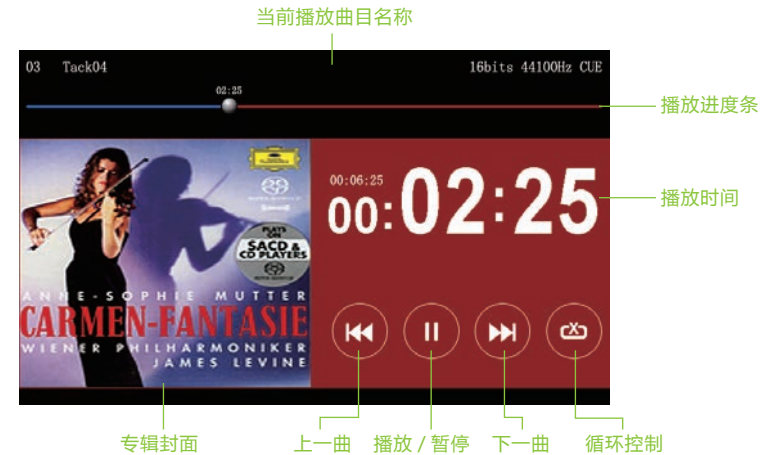 当前播放曲目名称
03 Tack04
16bits 44100Hz CUE
02:25
播放进度条
00:06:25
00:02:25
播放时间
PLAYS
ON
SACD &
CD PLAYERS
ANNE-SOPHIE MUTTER
CARMEN-FANTASIE
WIENER PHILHARMONIKER
JAMES LEVINE
专辑封面
上一曲
播放 / 暂停
下一曲
循环控制